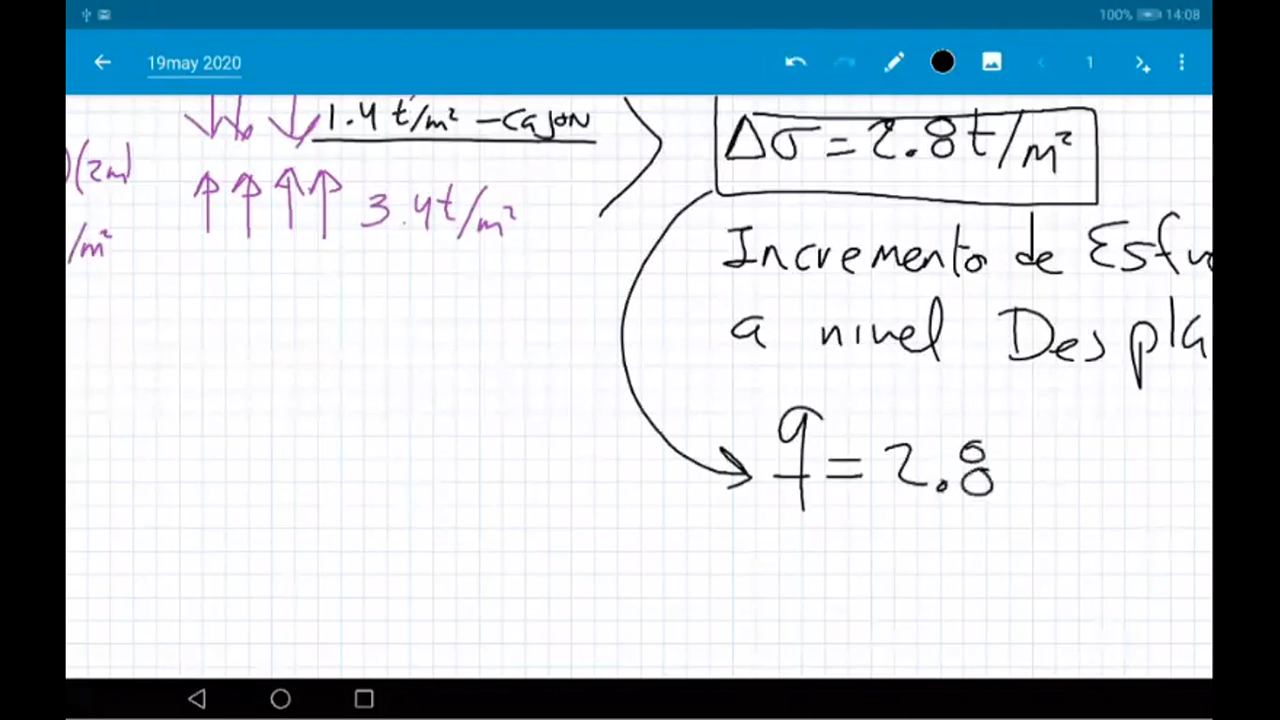 100% 14:08
19may 2020
1
1.4 t/m² - Cajon
)(2m)
3.4t/m²
/m²
Δσ = 2.8t/m²
Incremento de Esfu
a nivel Despla
q = 2.8